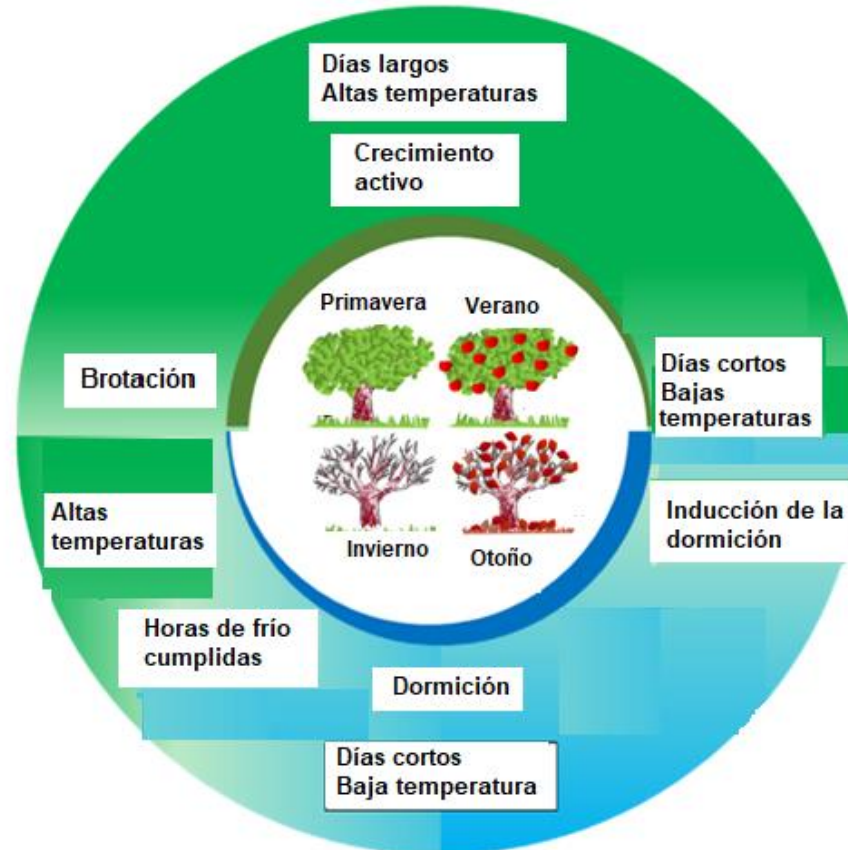 Días largos
Altas temperaturas
Crecimiento
activo
Primavera
Verano
Brotación
Días cortos
Bajas
temperaturas
Altas
temperaturas
Inducción de la
dormición
Invierno
Otoño
Horas de frío
cumplidas
Dormición
Días cortos
Baja temperatura